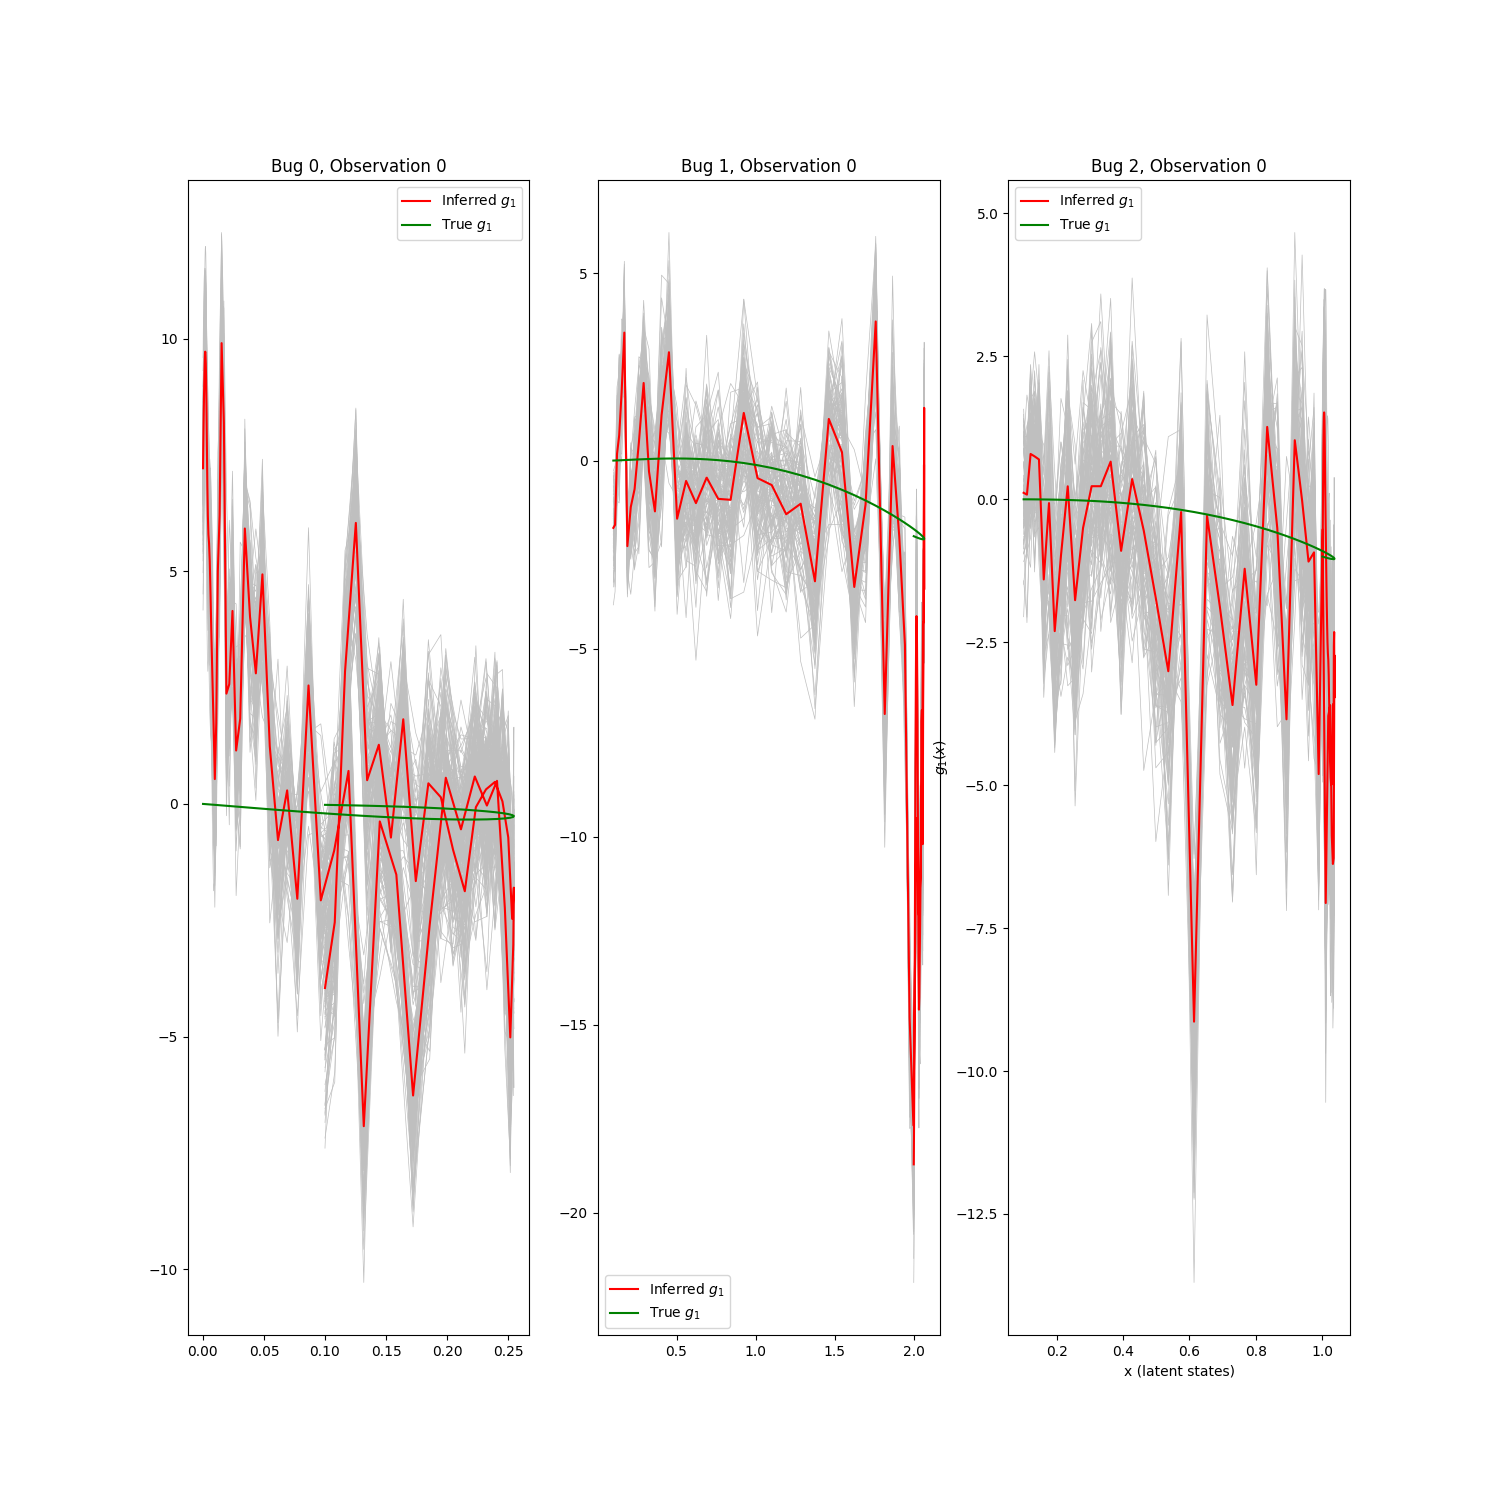 Bug 0, Observation 0
Inferred g₁
True g₁
10
5
0
−5
−10
0.00 0.05 0.10 0.15 0.20 0.25
Bug 1, Observation 0
5
0
−5
−10
−15
−20
Inferred g₁
True g₁
0.5 1.0 1.5 2.0
Bug 2, Observation 0
Inferred g₁
True g₁
g₁(x)
5.0
2.5
0.0
−2.5
−5.0
−7.5
−10.0
−12.5
0.2 0.4 0.6 0.8 1.0
x (latent states)